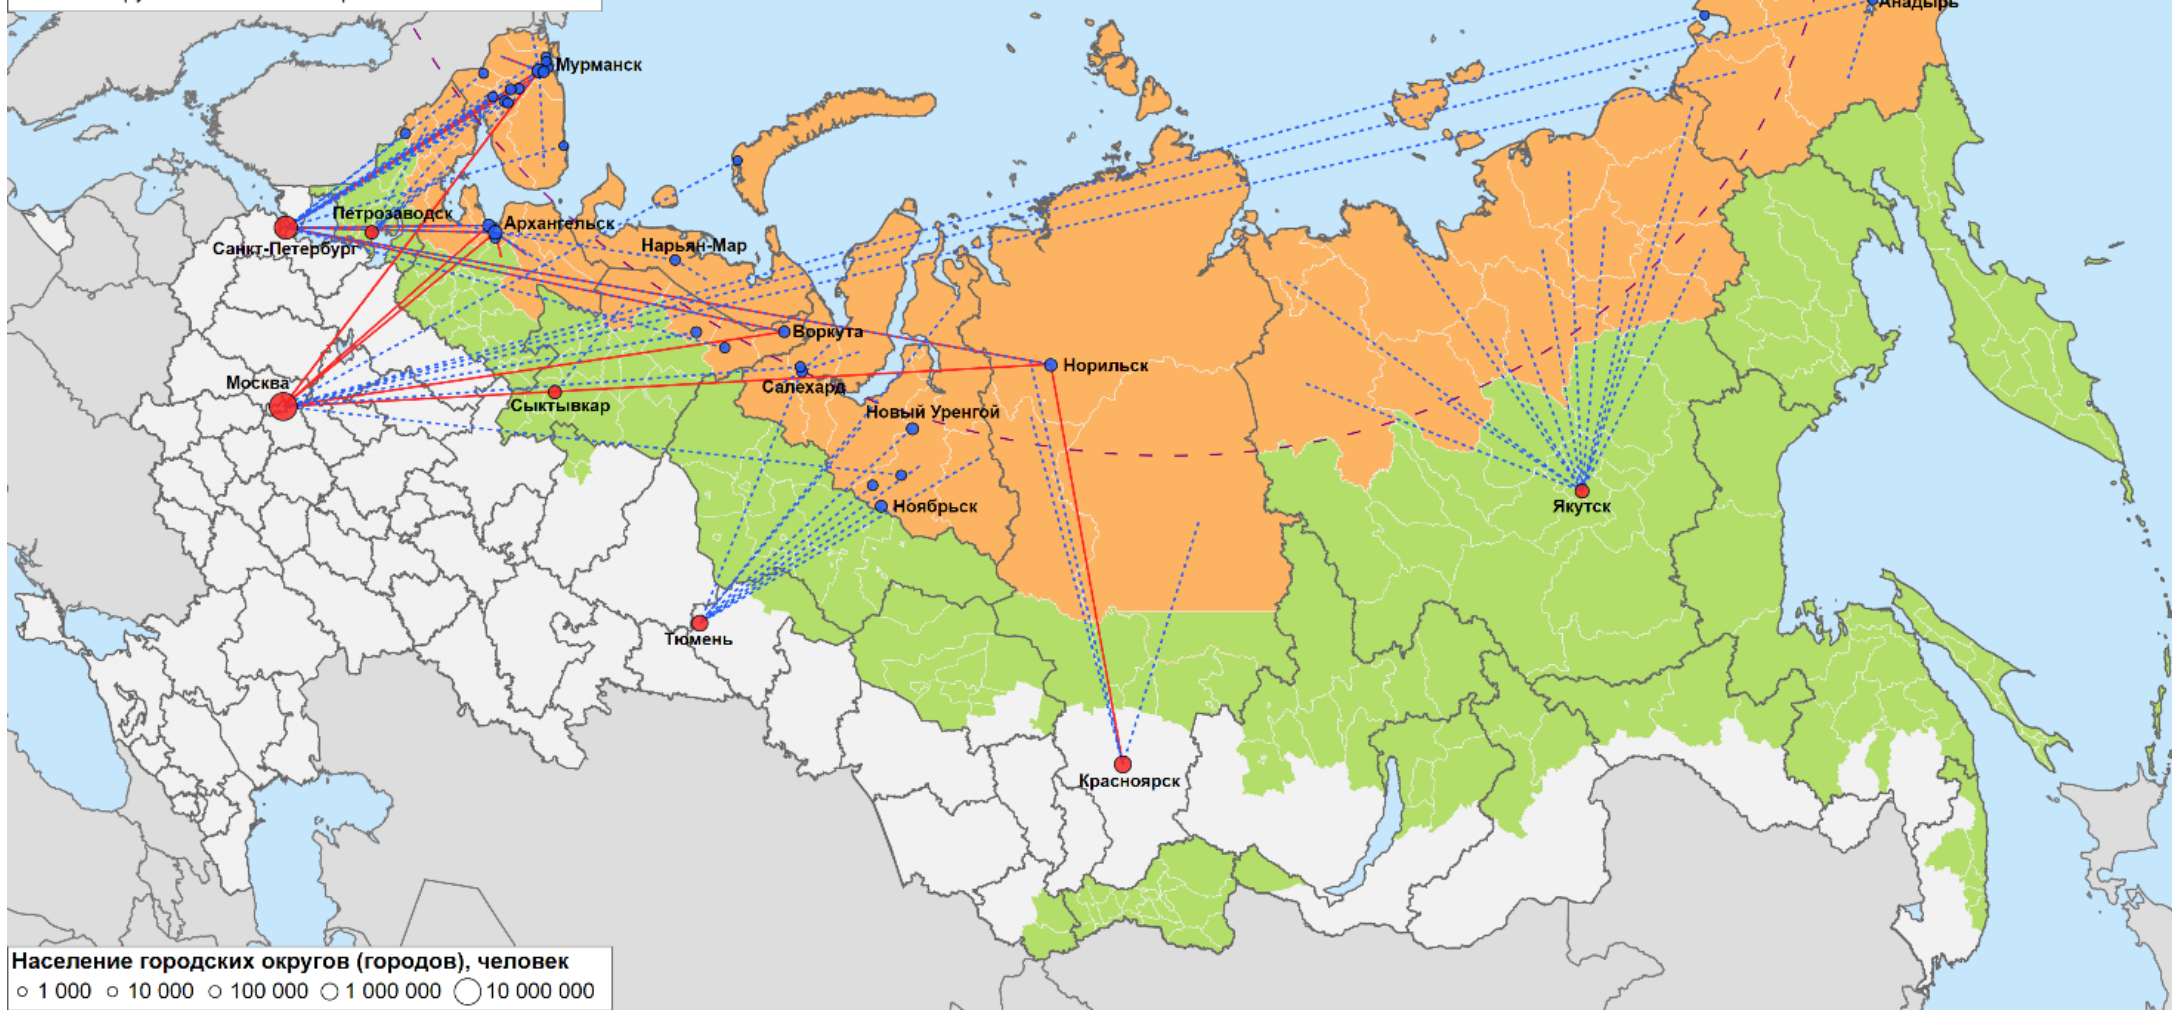 Анадырь
Мурманск
Петрозаводск
Архангельск
Санкт-Петербург
Нарьян-Мар
Воркута
Норильск
Москва
Салехард
Сыктывкар
Новый Уренгой
Ноябрьск
Якутск
Тюмень
Красноярск
Население городских округов (городов), человек
1 000 10 000 100 000 1 000 000 10 000 000